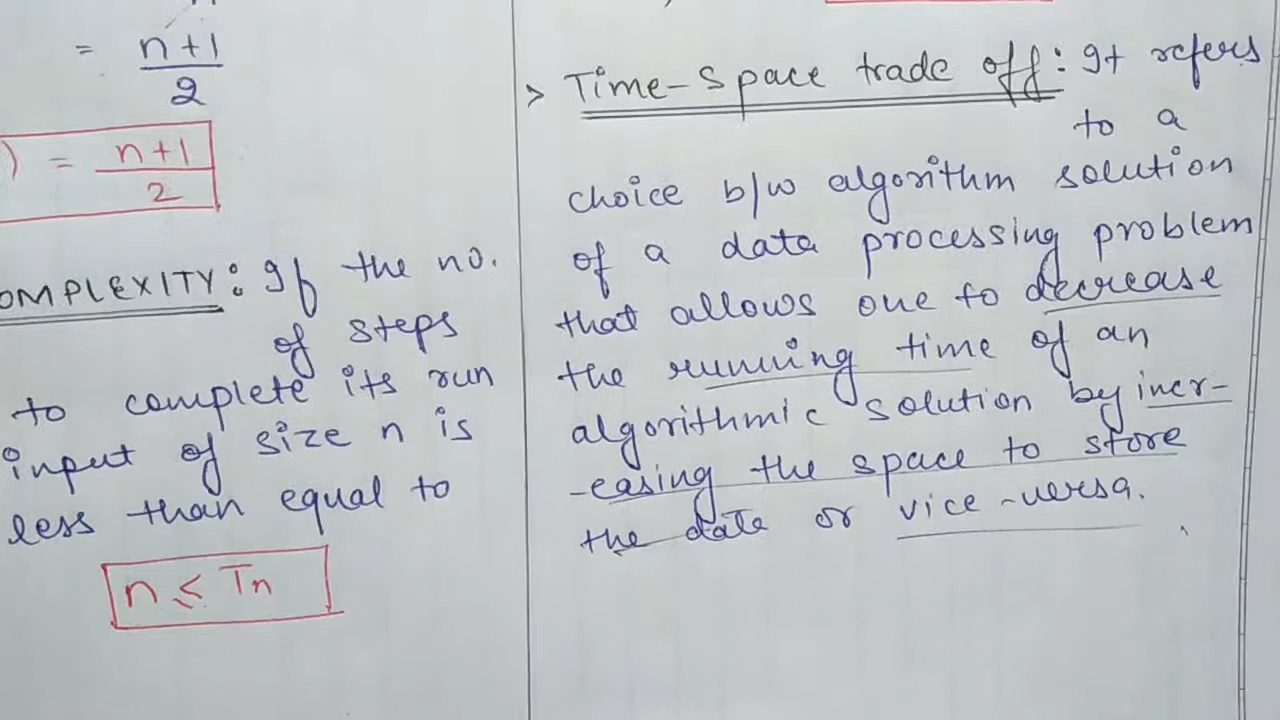 = n+1
2
) = n+1
2
OMPLEXITY : If the no.
of steps
to complete its run
input of size n is
less than equal to
n ≤ Tn
> Time-Space trade off : It refers
to a
choice b/w algorithm solution
of a data processing problem
that allows one to decrease
the running time of an
algorithmic solution by incr-
-easing the space to store
the date or vice-versa.